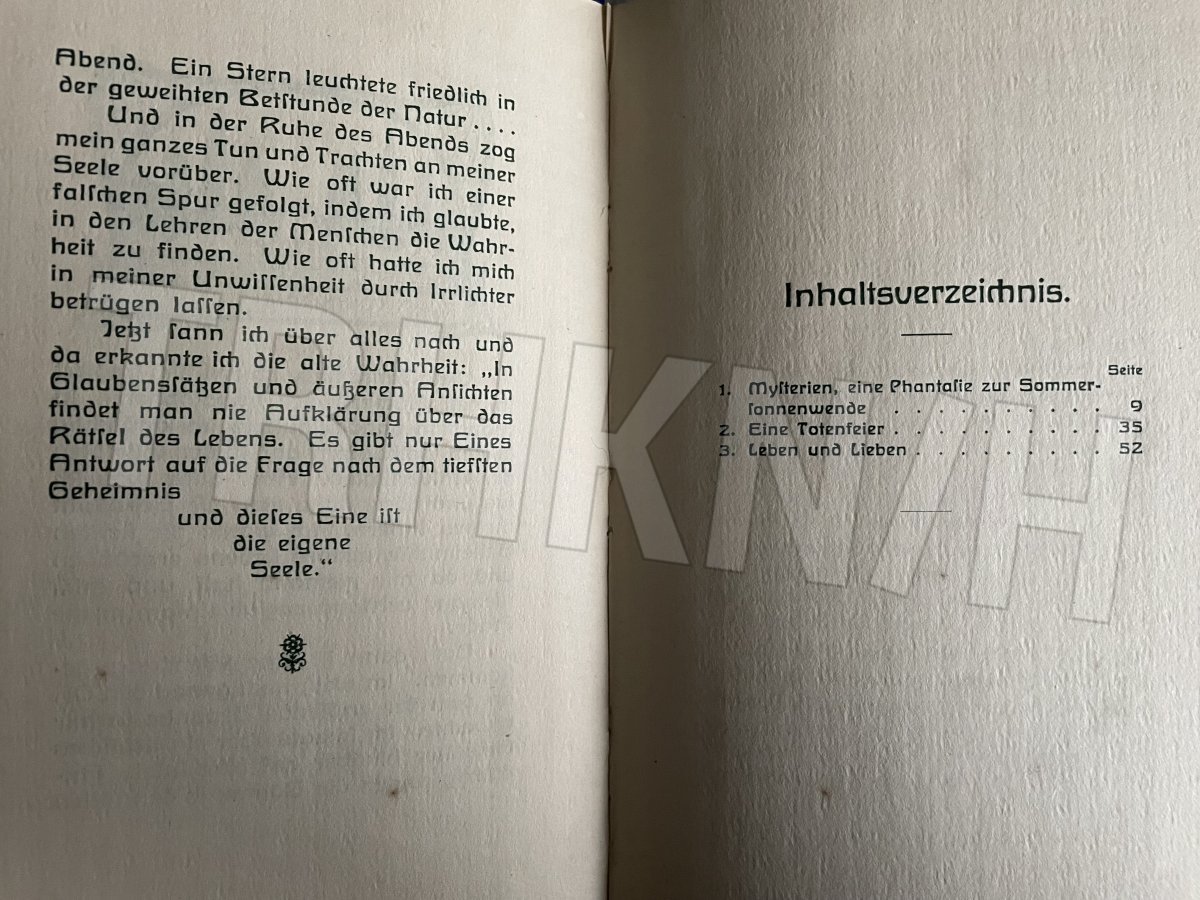 Abend. Ein Stern leuchtete friedlich in
der geweihten Betſtunde der Natur ....
Und in der Ruhe des Abends zog
mein ganzes Tun und Trachten an meiner
Seele vorüber. Wie oft war ich einer
falſchen Spur gefolgt, indem ich glaubte,
in den Lehren der Menſchen die Wahr-
heit zu finden. Wie oft hatte ich mich
in meiner Unwiſſenheit durch Irrlichter
betrügen laſſen.
Jetzt ſann ich über alles nach und
da erkannte ich die alte Wahrheit: „In
Glaubensſätzen und äußeren Anſichten
findet man nie Aufklärung über das
Rätſel des Lebens. Es gibt nur Eines
Antwort auf die Frage nach dem tiefſten
Geheimnis
und dieſes Eine iſt
die eigene
Seele.“
Inhaltsverzeichnis.
Seite
1. Myſterien, eine Phantaſie zur Sommer-
ſonnenwende . . . . . . . . . . 9
2. Eine Totenfeier . . . . . . . . . . 35
3. Leben und Lieben . . . . . . . . . 52
TRHKNVH